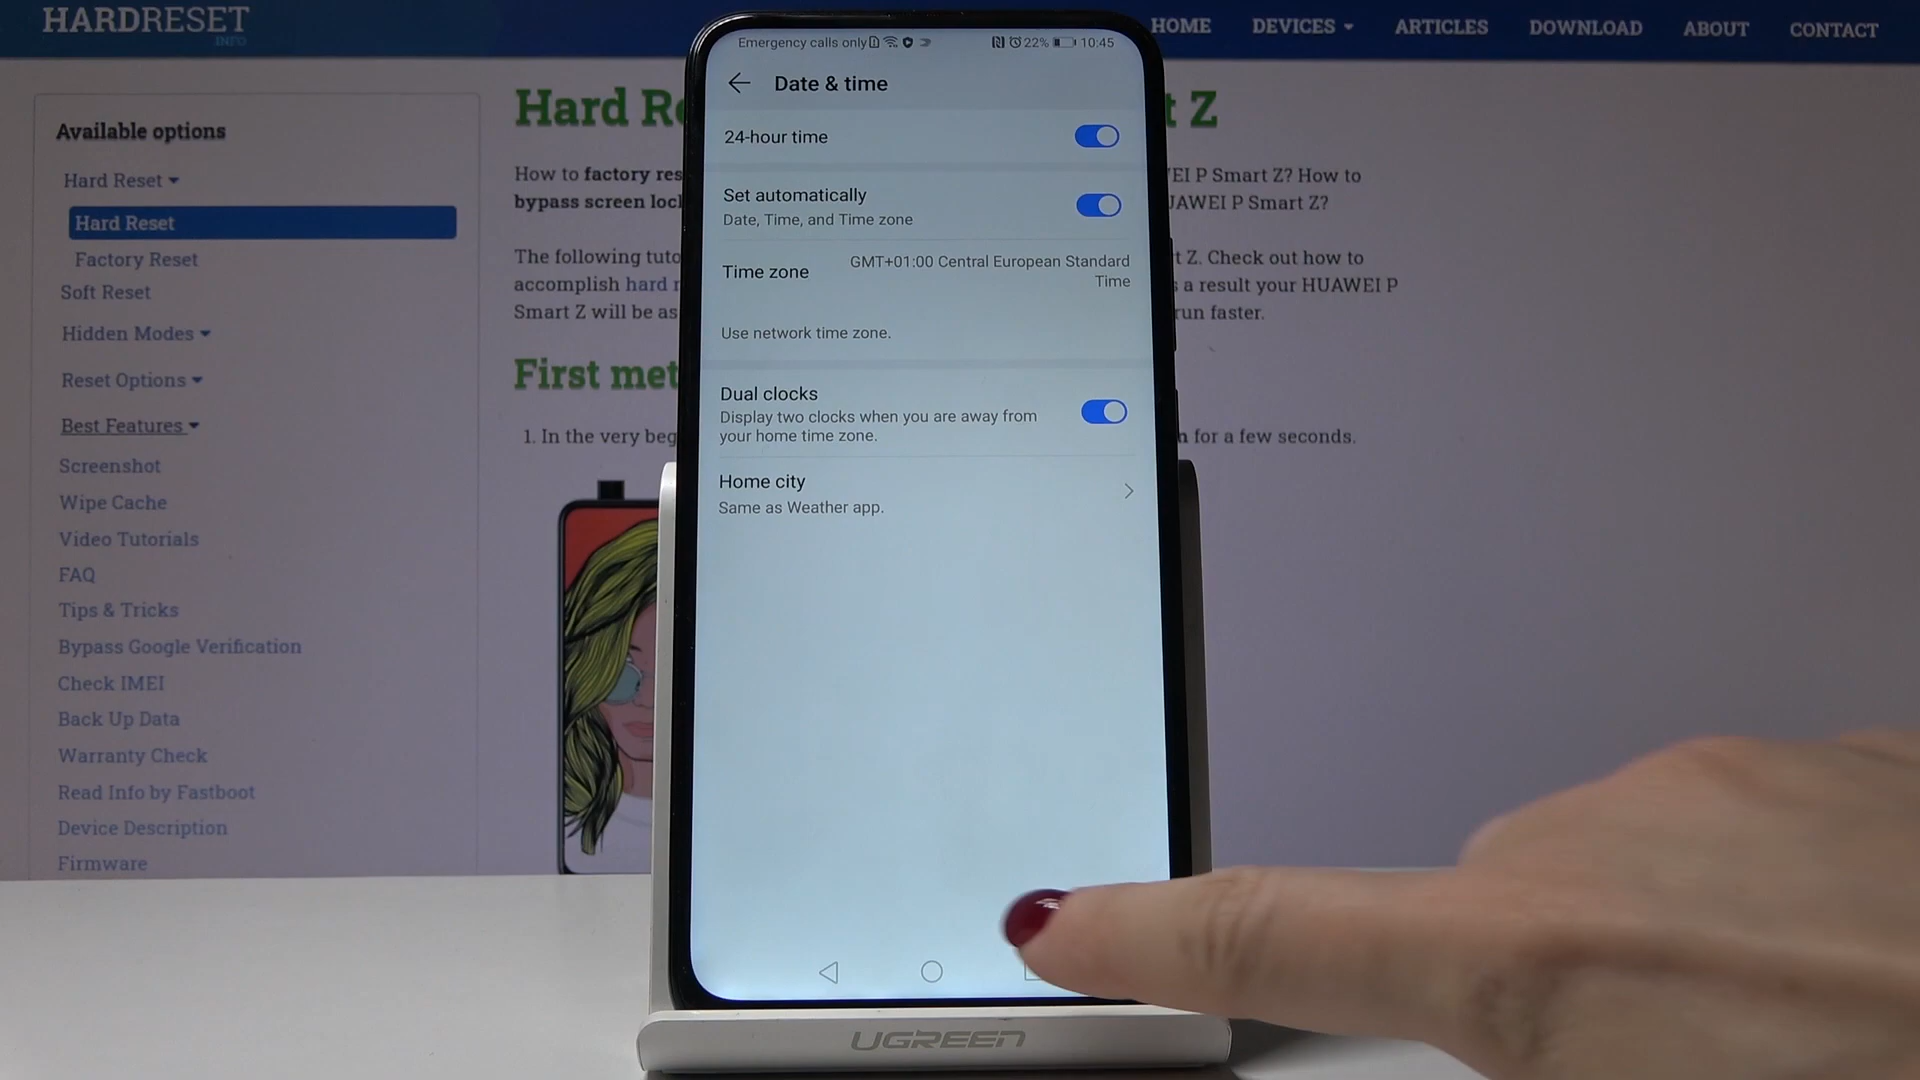 HARDRESET
INFO
HOME
DEVICES
ARTICLES
DOWNLOAD
ABOUT
CONTACT
Available options
Hard Reset
Hard Reset
Factory Reset
Soft Reset
Hidden Modes
Reset Options
Best Features
Screenshot
Wipe Cache
Video Tutorials
FAQ
Tips & Tricks
Bypass Google Verification
Check IMEI
Back Up Data
Warranty Check
Read Info by Fastboot
Device Description
Firmware
Hard Re
t Z
How to factory res
EI P Smart Z? How to
bypass screen loc
AWEI P Smart Z?
The following tuto
t Z. Check out how to
accomplish hard r
s a result your HUAWEI P
Smart Z will be as
run faster.
First met
1. In the very beg
n for a few seconds.
Emergency calls only
22%
10:45
Date & time
24-hour time
Set automatically
Date, Time, and Time zone
Time zone
GMT+01:00 Central European Standard
Time
Use network time zone.
Dual clocks
Display two clocks when you are away from
your home time zone.
Home city
Same as Weather app.
UGREEN